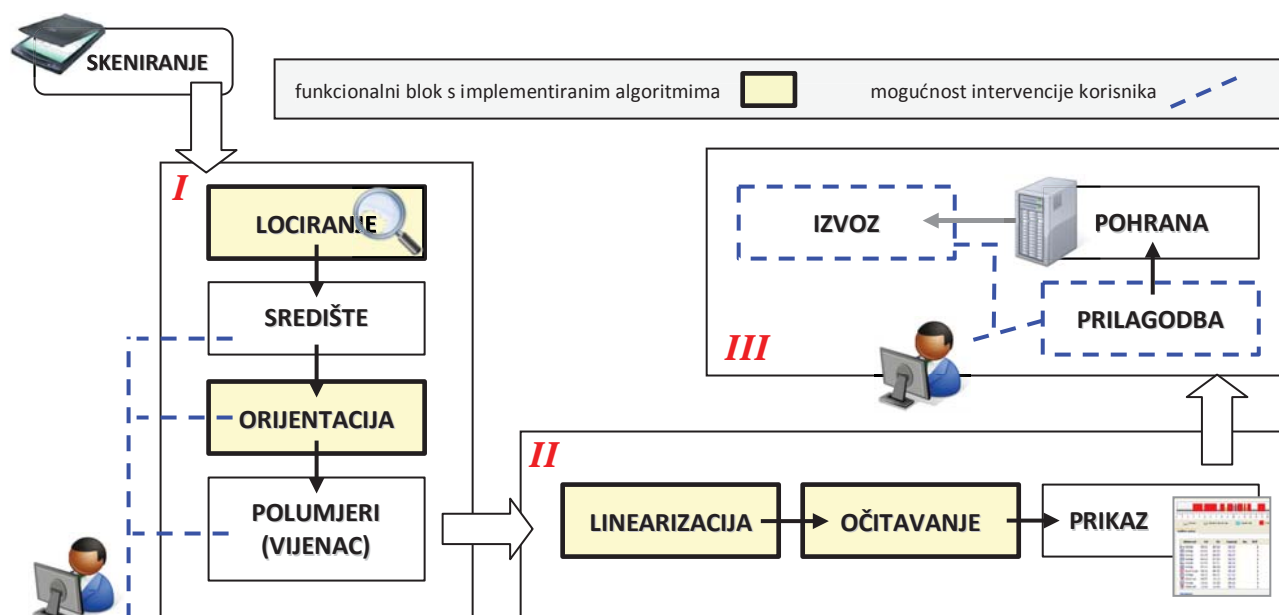 SKENIRANJE
funkcionalni blok s implementiranim algoritmima
mogućnost intervencije korisnika
I
LOCIRANJE
SREDIŠTE
ORIJENTACIJA
POLUMJERI
(VIJENAC)
II
LINEARIZACIJA
OČITAVANJE
PRIKAZ
III
IZVOZ
POHRANA
PRILAGODBA